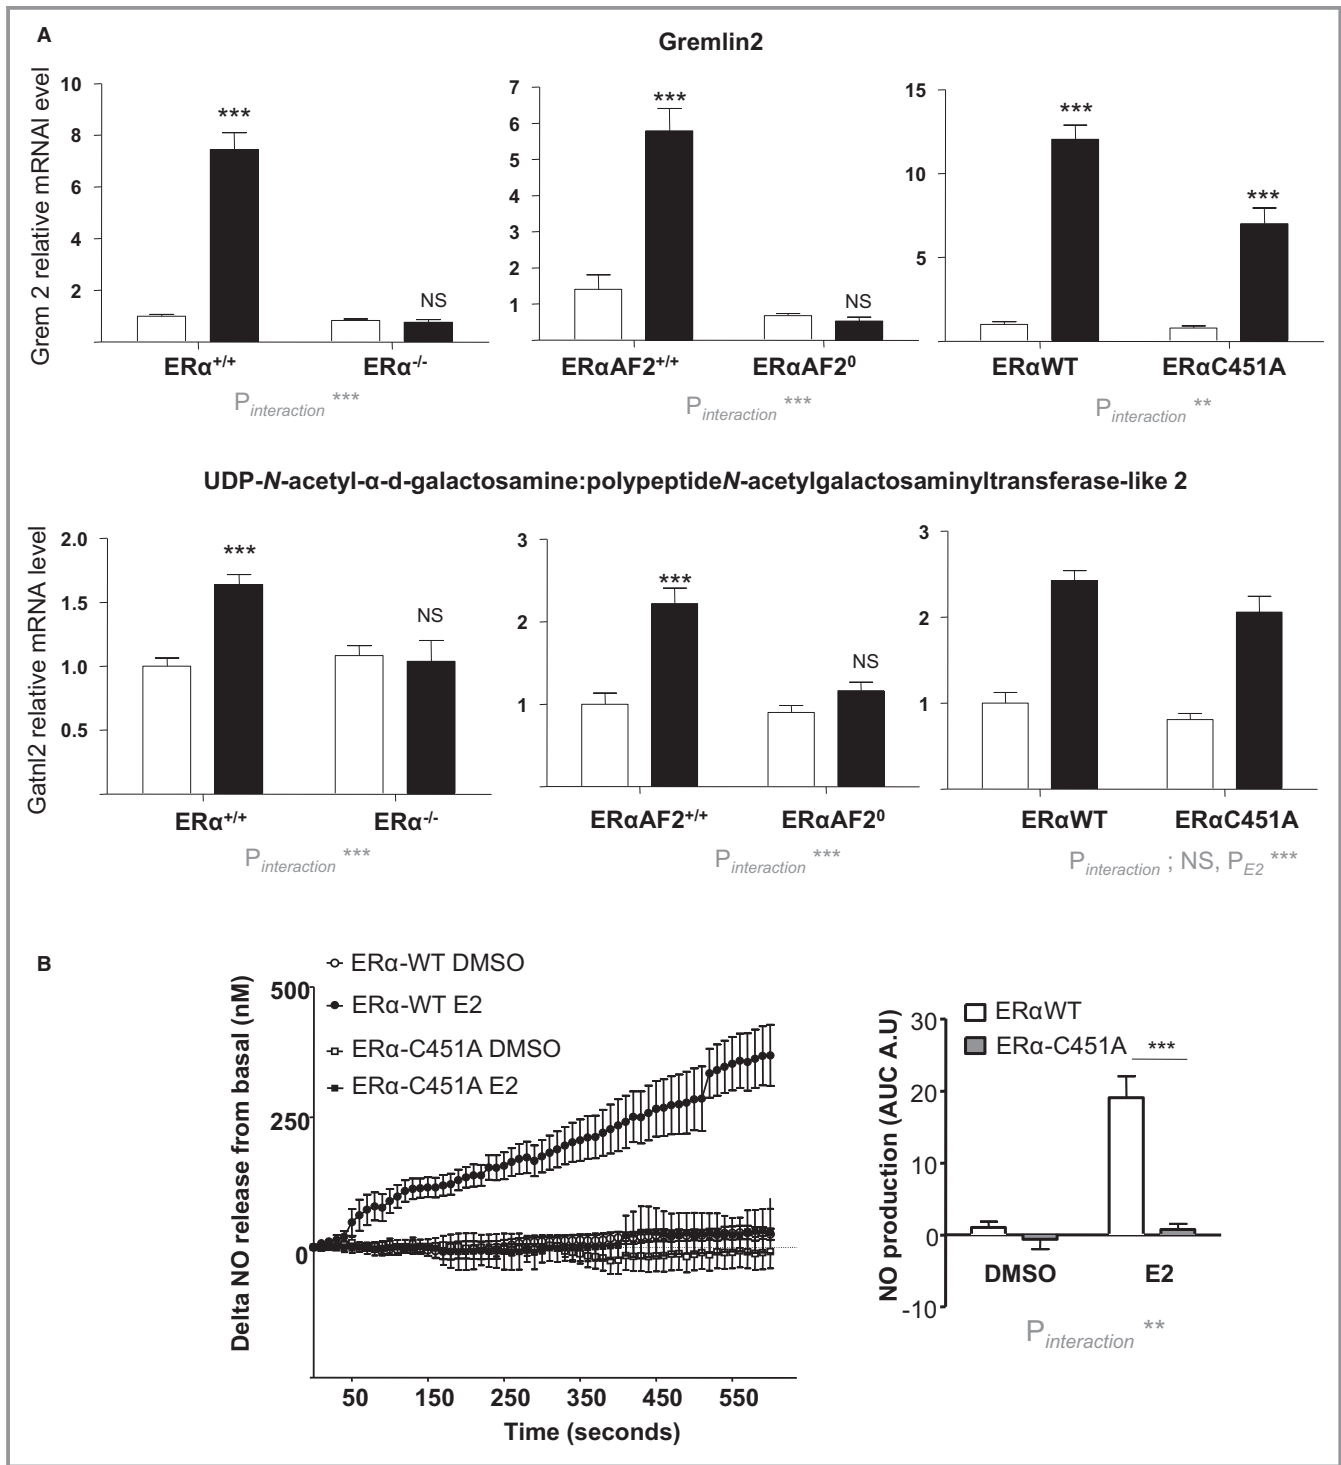 A
Gremlin2
Grem 2 relative mRNAl evel
10
8
6
4
2
***
NS
ERα+/+
ERα-/-
Pinteraction ***
7
6
5
4
3
2
1
***
NS
ERαAF2+/+
ERαAF20
Pinteraction ***
15
10
5
***
***
ERαWT
ERαC451A
Pinteraction **
UDP-N-acetyl-α-d-galactosamine:polypeptideN-acetylgalactosaminyltransferase-like 2
Gatnl2 relative mRNA level
2.0
1.5
1.0
0.5
***
NS
ERα+/+
ERα-/-
Pinteraction ***
3
2
1
***
NS
ERαAF2+/+
ERαAF20
Pinteraction ***
3
2
1
ERαWT
ERαC451A
Pinteraction ; NS, PE2 ***
B
Delta NO release from basal (nM)
500
250
0
ERα-WT DMSO
ERα-WT E2
ERα-C451A DMSO
ERα-C451A E2
50 150 250 350 450 550
Time (seconds)
NO production (AUC A.U)
30
20
10
0
-10
ERαWT
ERα-C451A
***
DMSO
E2
Pinteraction **